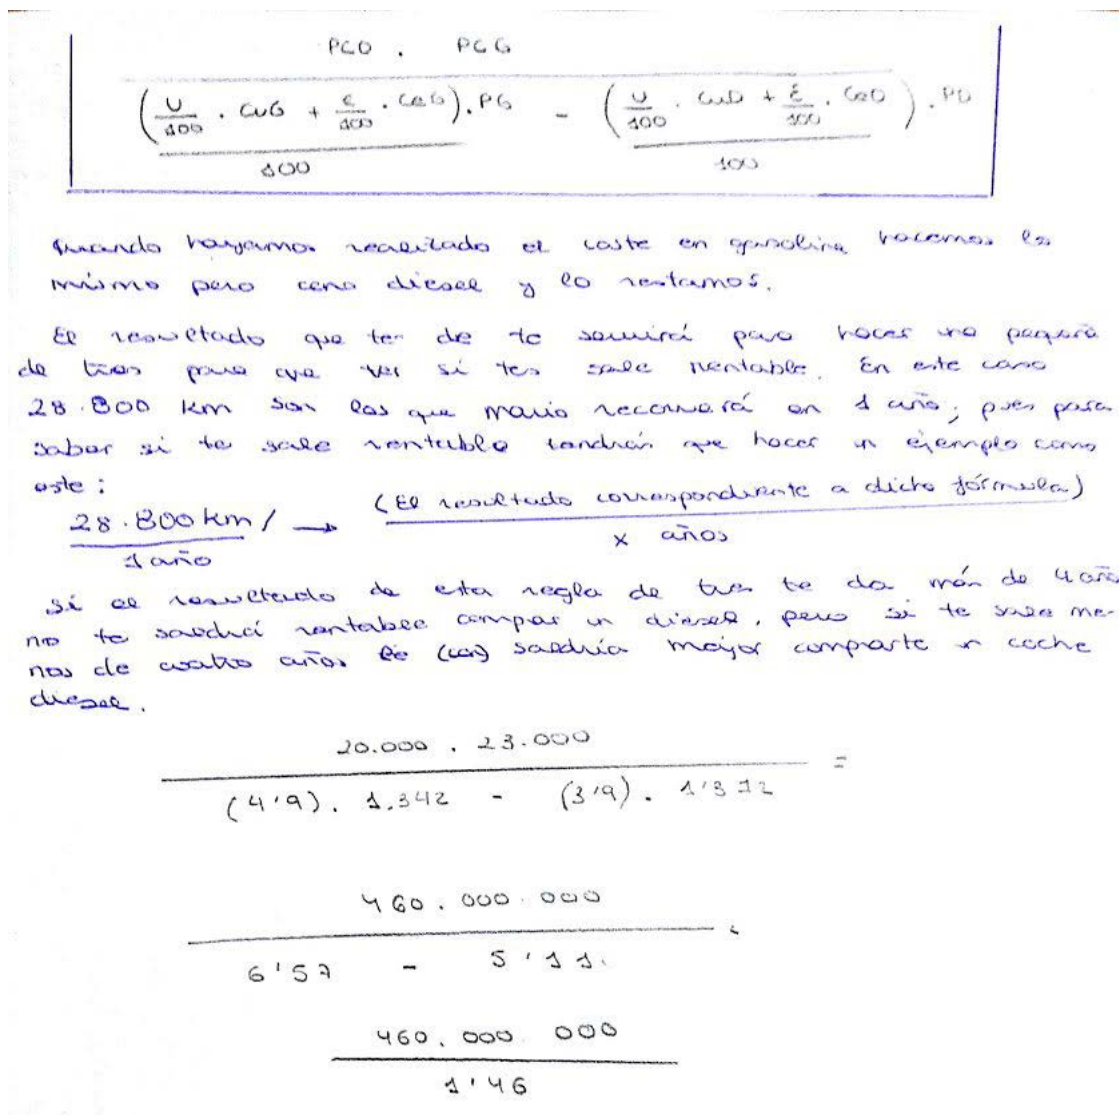 PCD . PCG
(U/100 . CUG + E/100 . CEG) . PG - (U/100 . CUD + E/100 . CED) . PD
100 100
Cuando hayamos realizado el coste en gasolina hacemos lo
mismo pero cono diesel y lo restamos.
El resultado que te de te servirá para hacer una pequeña
de tres para ver si tes sale rentable. En este caso
28.800 km son los que Mario recorrerá en 1 año, pues para
saber si te sale rentable tendrás que hacer un ejemplo como
este:
28.800 km / → (El resultado correspondiente a dicha fórmula)
1 año x años
Si el resultado de esta regla de tres te da más de 4 años
no te saldrá rentable compar un diesel, pero si te sale me-
nos de cuatro años saldría mejor comprarte un coche
diesel.
20.000 . 23.000 =
(4'9) . 1.342 - (3'9) . 1'312
460.000.000
6'57 - 5'11.
460.000.000
1'46